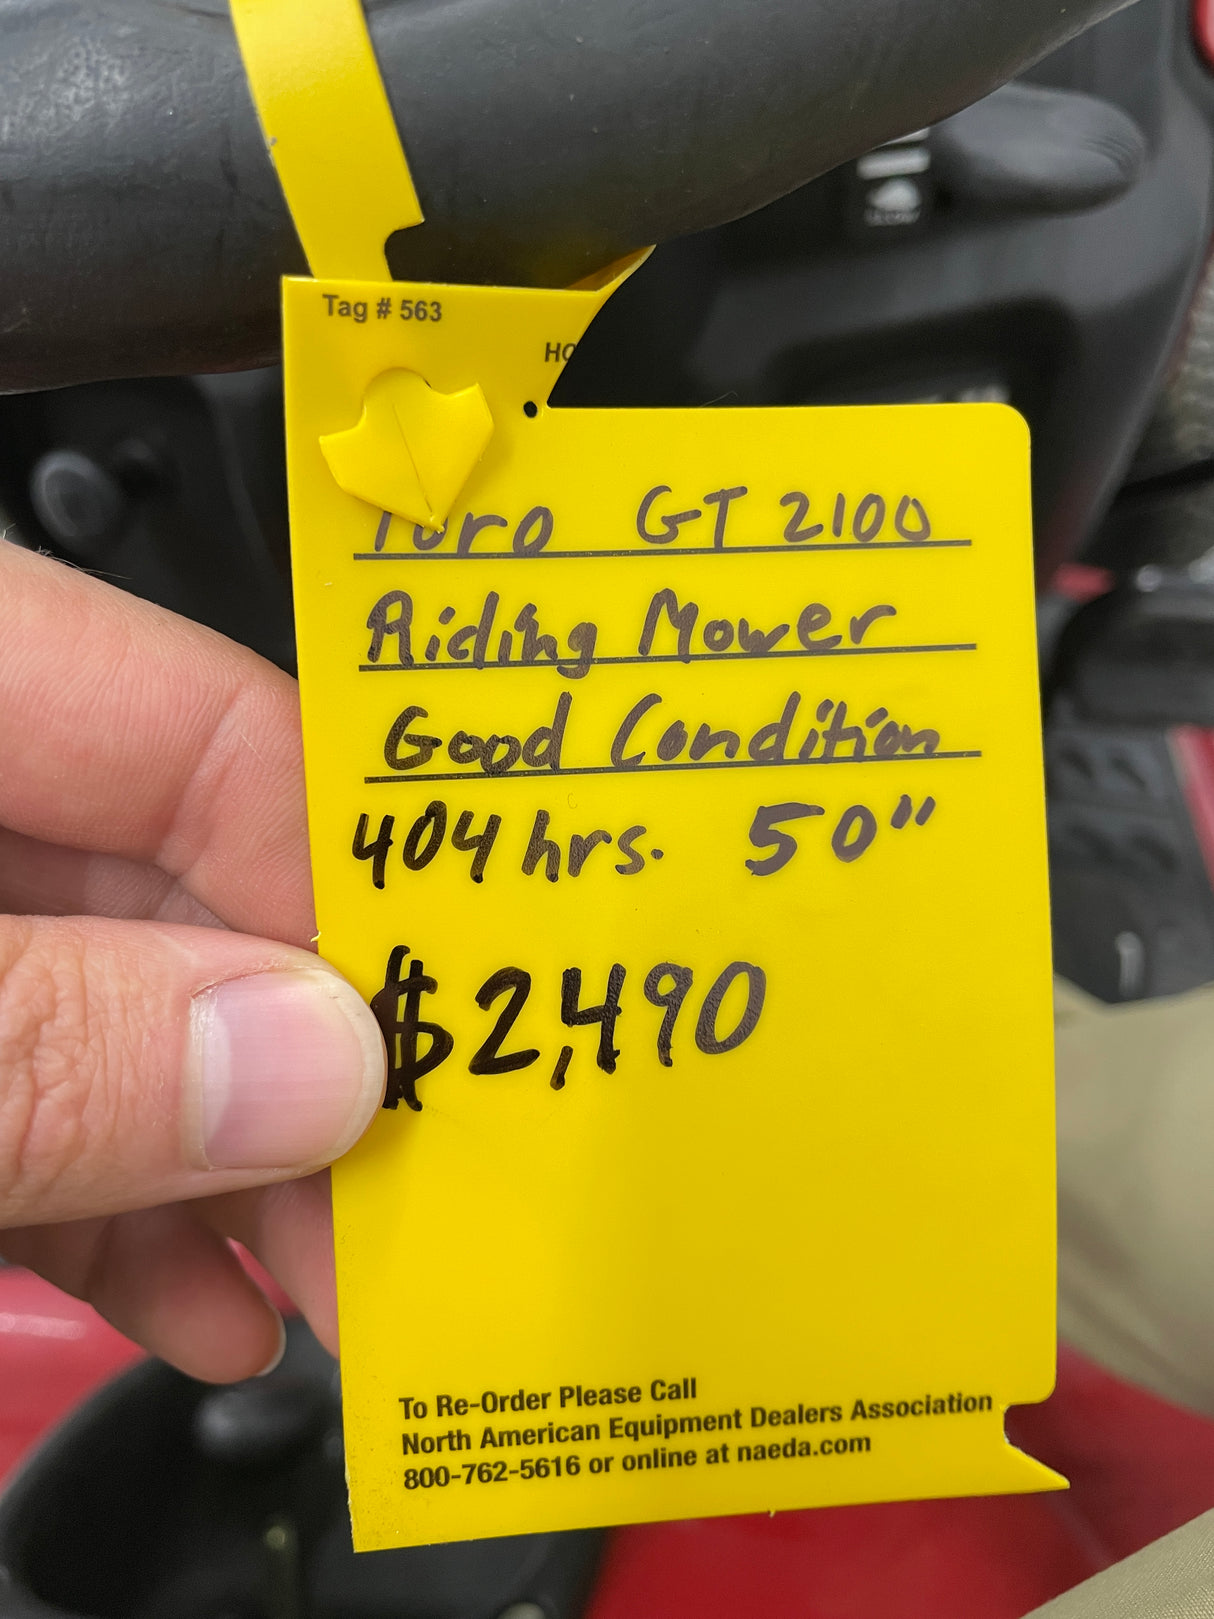 Tag # 563
HO
Toro GT 2100
Riding Mower
Good Condition
404 hrs. 50"
$2,490
To Re-Order Please Call
North American Equipment Dealers Association
800-762-5616 or online at naeda.com